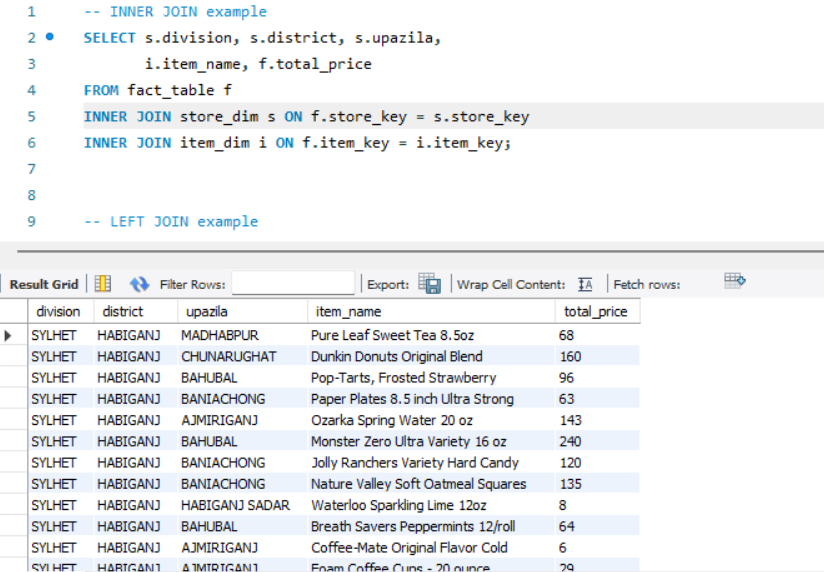 1 -- INNER JOIN example
2 SELECT s.division, s.district, s.upazila,
3 i.item_name, f.total_price
4 FROM fact_table f
5 INNER JOIN store_dim s ON f.store_key = s.store_key
6 INNER JOIN item_dim i ON f.item_key = i.item_key;
7
8
9 -- LEFT JOIN example
Result Grid Filter Rows: Export: Wrap Cell Content: IA Fetch rows:
division district upazila item_name total_price
SYLHET HABIGANJ MADHABPUR Pure Leaf Sweet Tea 8.5oz 68
SYLHET HABIGANJ CHUNARUGHAT Dunkin Donuts Original Blend 160
SYLHET HABIGANJ BAHUBAL Pop-Tarts, Frosted Strawberry 96
SYLHET HABIGANJ BANIACHONG Paper Plates 8.5 inch Ultra Strong 63
SYLHET HABIGANJ AJMIRIGANJ Ozarka Spring Water 20 oz 143
SYLHET HABIGANJ BAHUBAL Monster Zero Ultra Variety 16 oz 240
SYLHET HABIGANJ BANIACHONG Jolly Ranchers Variety Hard Candy 120
SYLHET HABIGANJ BANIACHONG Nature Valley Soft Oatmeal Squares 135
SYLHET HABIGANJ HABIGANJ SADAR Waterloo Sparkling Lime 12oz 8
SYLHET HABIGANJ BAHUBAL Breath Savers Peppermints 12/roll 64
SYLHET HABIGANJ AJMIRIGANJ Coffee-Mate Original Flavor Cold 6
SYLHET HABIGANJ AJMIRIGANJ Foam Coffee Cups - 20 ounce 29